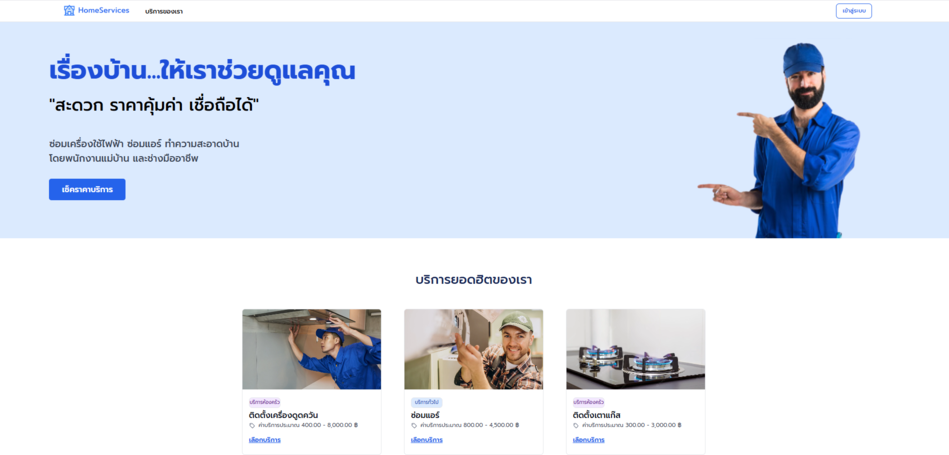 HomeServices
บริการของเรา
เข้าสู่ระบบ
เรื่องบ้าน...ให้เราช่วยดูแลคุณ
"สะดวก ราคาคุ้มค่า เชื่อถือได้"
ซ่อมเครื่องใช้ไฟฟ้า ซ่อมแอร์ ทำความสะอาดบ้าน
โดยพนักงานแม่บ้าน และช่างมืออาชีพ
เช็คราคาบริการ
บริการยอดฮิตของเรา
บริการห้องครัว
ติดตั้งเครื่องดูดควัน
ค่าบริการประมาณ 400.00 - 8,000.00 ฿
เลือกบริการ
บริการทั่วไป
ซ่อมแอร์
ค่าบริการประมาณ 800.00 - 4,500.00 ฿
เลือกบริการ
บริการห้องครัว
ติดตั้งเตาแก๊ส
ค่าบริการประมาณ 300.00 - 3,000.00 ฿
เลือกบริการ